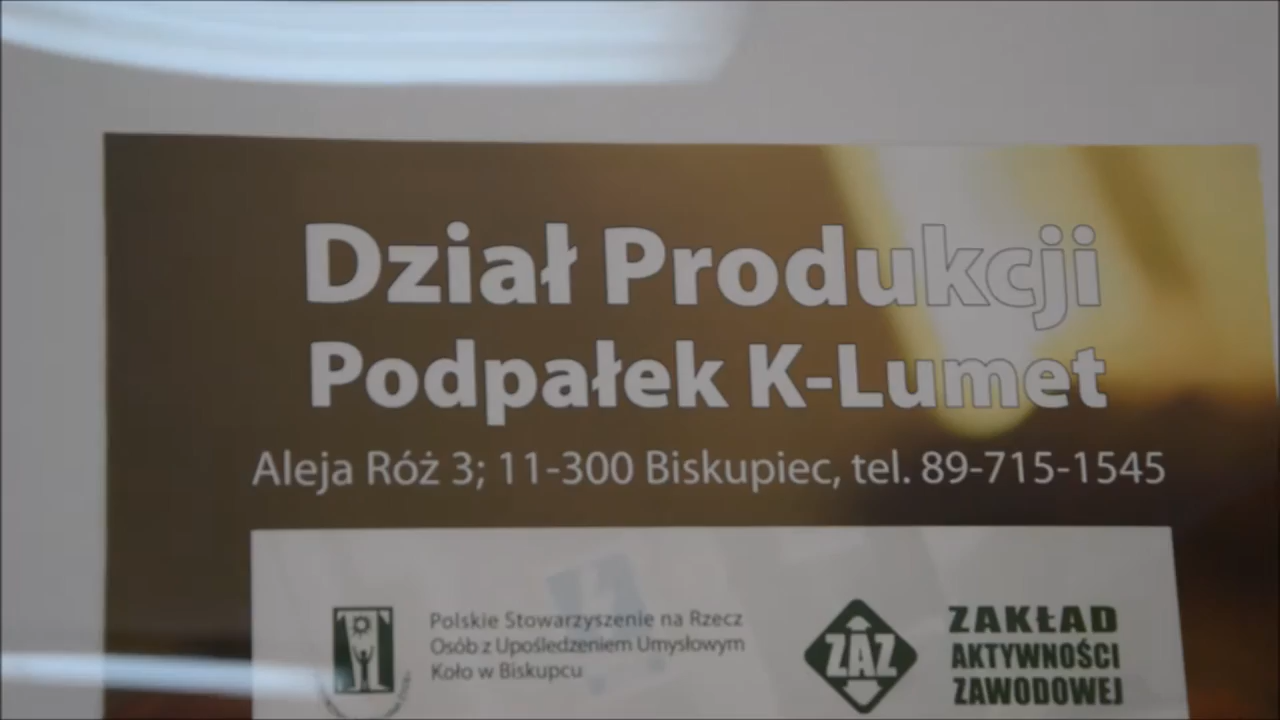 Dział Produkcji
Podpałek K-Lumet
Aleja Róż 3; 11-300 Biskupiec, tel. 89-715-1545
Polskie Stowarzyszenie na Rzecz
Osób z Upośledzeniem Umysłowym
Koło w Biskupcu
ZAZ
ZAKŁAD
AKTYWNOŚCI
ZAWODOWEJ